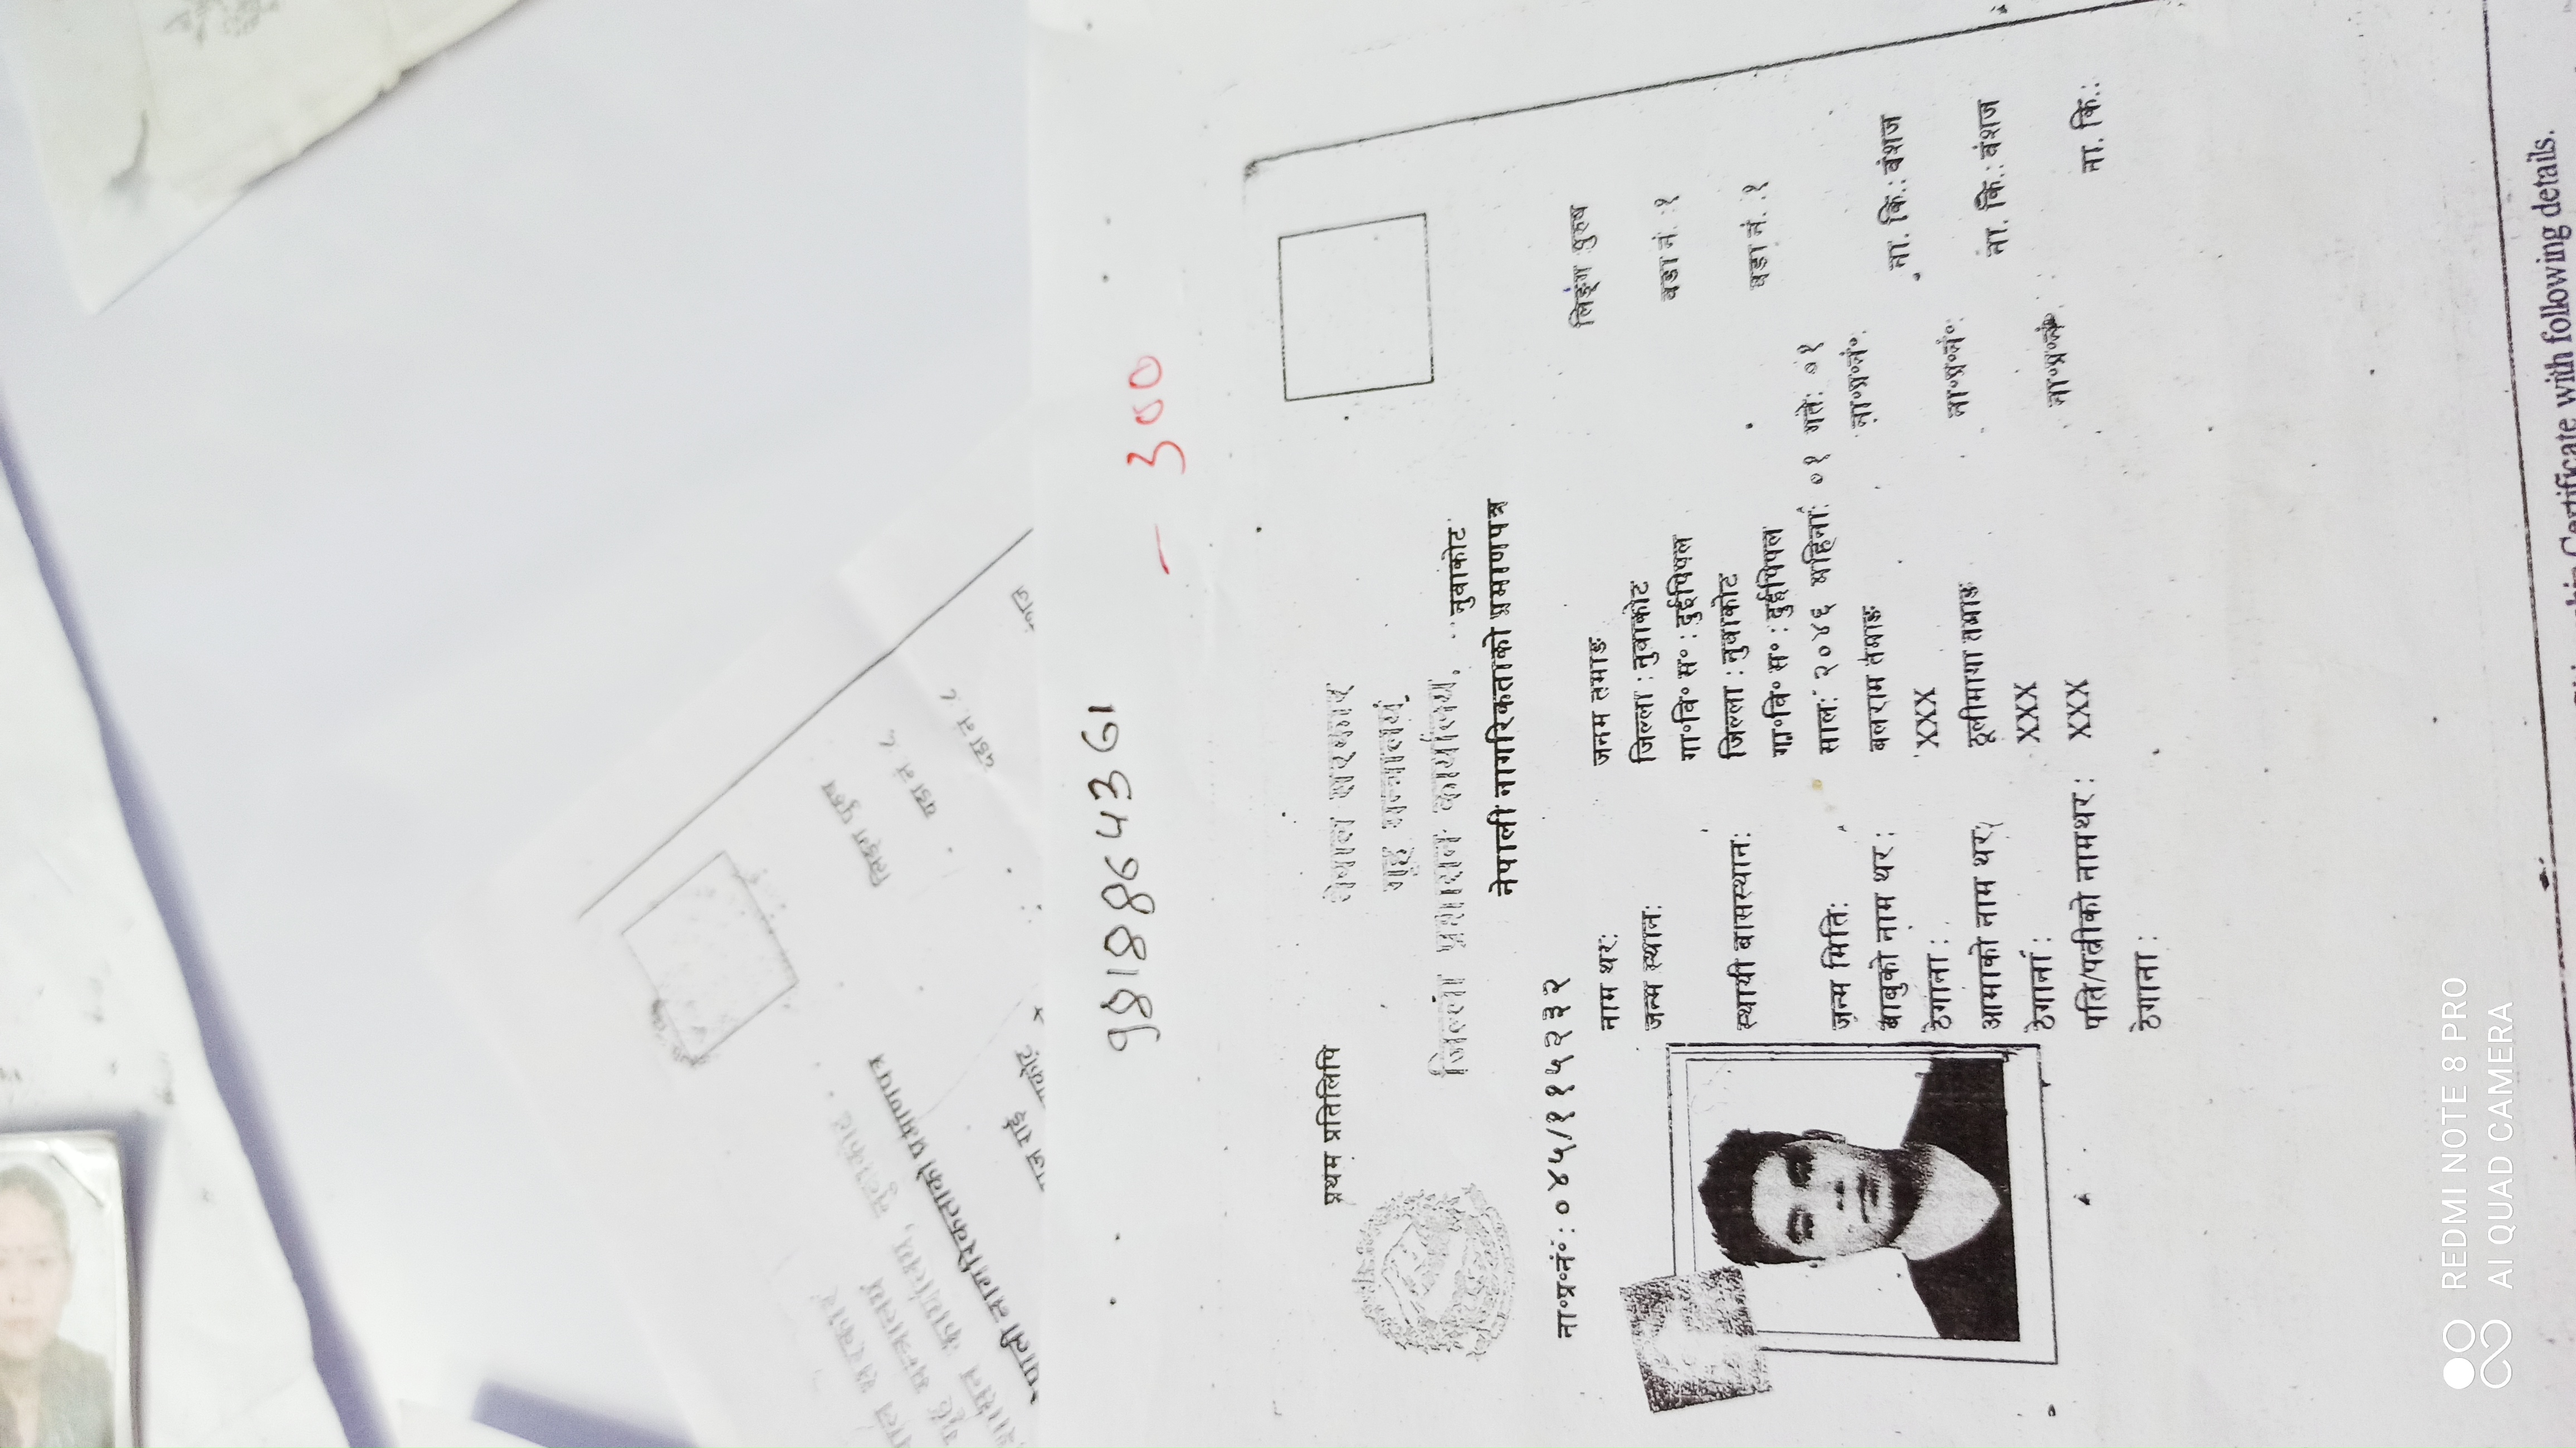 सरकार
गृह मन्त्रालय
शासन कार्यालय, नुवाकोट
नेपाली नागरिकताको प्रमाणपत्र
लिङ्ग पुरुष
वडा नं. ८
राई
वडा नं. ८
9818864361
- 300
प्रथम प्रतिलिपि
नेपाल सरकार
गृह मन्त्रालय
जिल्ला प्रशासन कार्यालय, नुवाकोट
नेपाली नागरिकताको प्रमाणपत्र
ना॰प्र॰नं॰: ०४५/११५२३२
नाम थर: जनम तमाङ लिङ्ग पुरुष
जन्म स्थान: जिल्ला : नुवाकोट
गा॰वि॰ स॰ : दुईपिपल वडा नं. : १
स्थायी बासस्थान: जिल्ला : नुवाकोट
गा॰वि॰ स॰ : दुईपिपल वडा नं. : १
जन्म मिति: साल: २०४६ महिना: ०१ गते: ०१
बाबुको नाम थर : बलराम तमाङ ना॰प्र॰नं॰:
ठेगाना : XXX ना. कि.: वंशज
आमाको नाम थर: ठूलीमाया तमाङ ना॰प्र॰नं॰:
ठेगाना : XXX ना. कि.: वंशज
पति/पत्नीको नामथर : XXX ना॰प्र॰नं॰
ठेगाना : ना. कि.:
REDMI NOTE 8 PRO
AI QUAD CAMERA
Certificate with following details.